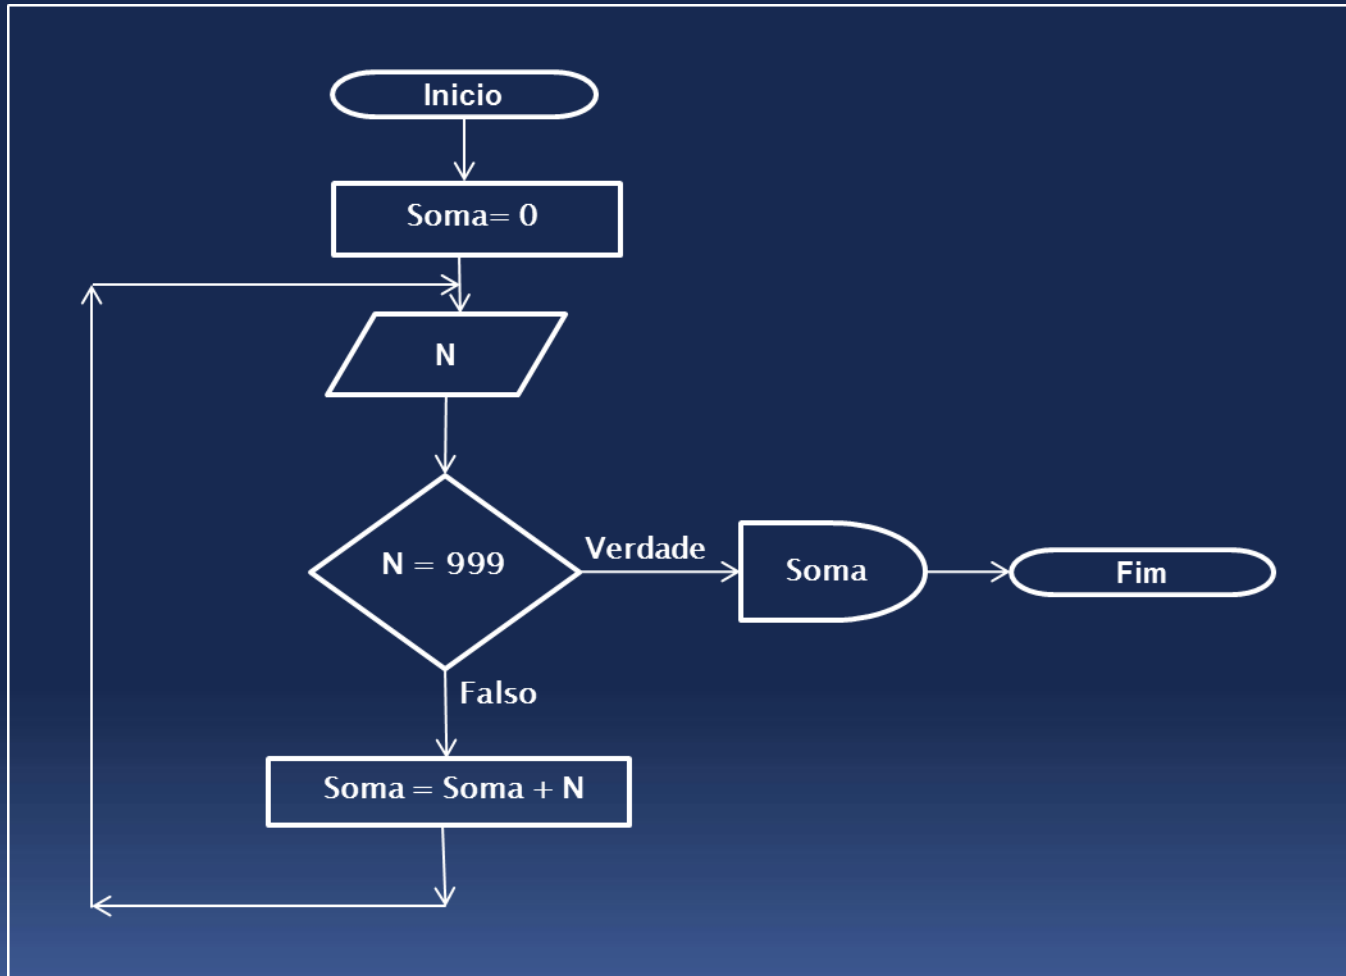 Inicio
Soma= 0
N
N = 999
Verdade
Soma
Fim
Falso
Soma = Soma + N